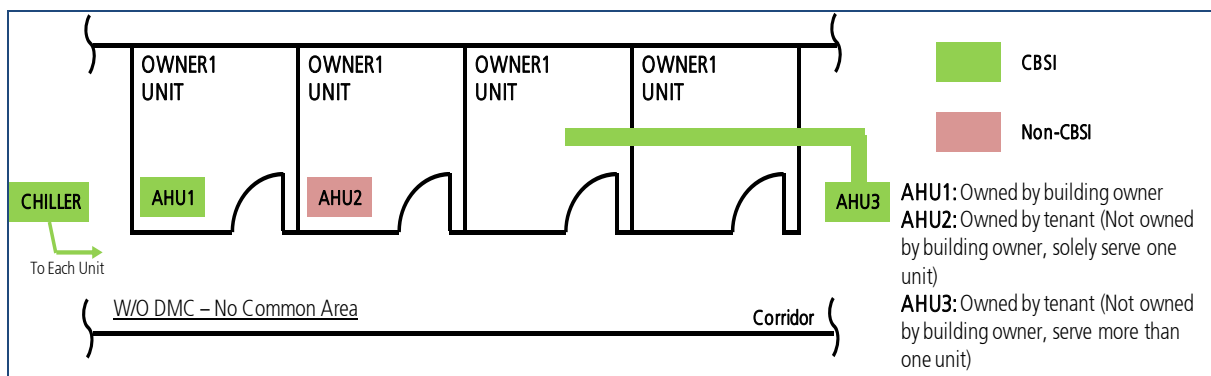 OWNER1
UNIT
OWNER1
UNIT
OWNER1
UNIT
OWNER1
UNIT
CBSI
Non-CBSI
CHILLER
AHU1
AHU2
AHU3
To Each Unit
AHU1: Owned by building owner
AHU2: Owned by tenant (Not owned
by building owner, solely serve one
unit)
AHU3: Owned by tenant (Not owned
by building owner, serve more than
one unit)
W/O DMC – No Common Area
Corridor